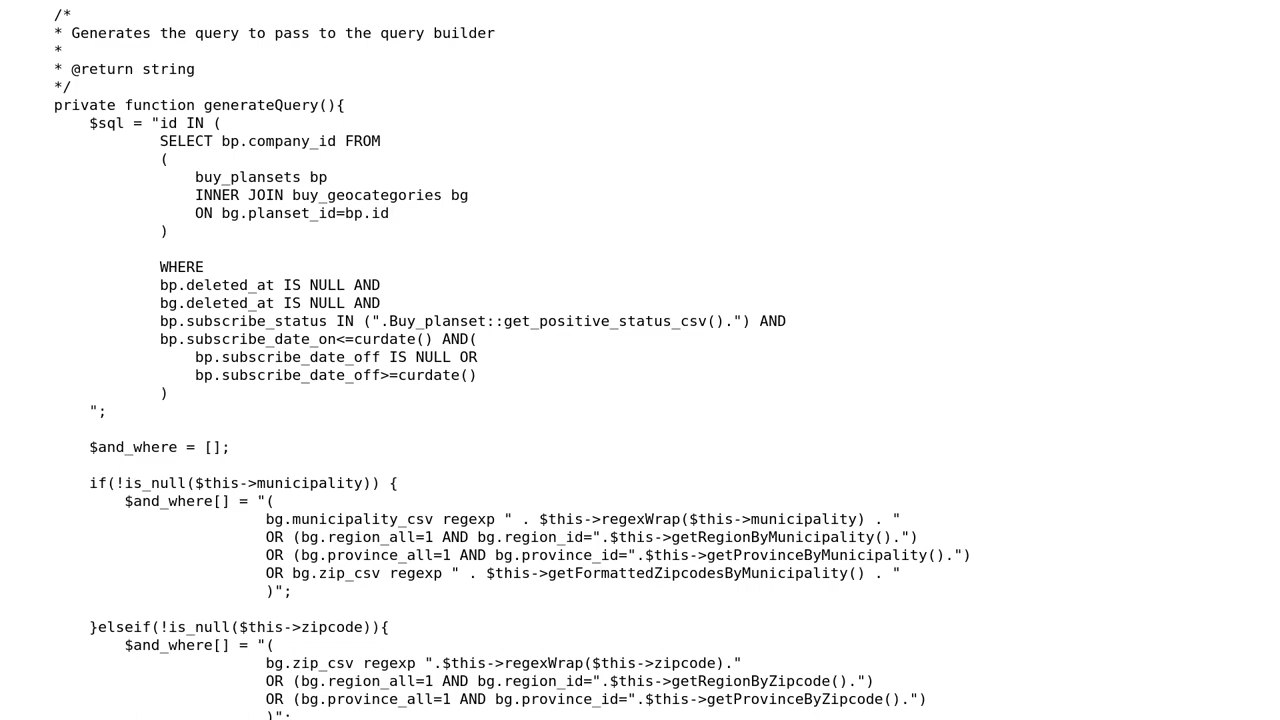 /*
* Generates the query to pass to the query builder
*
* @return string
*/
private function generateQuery(){
$sql = "id IN (
SELECT bp.company_id FROM
(
buy_plansets bp
INNER JOIN buy_geocategories bg
ON bg.planset_id=bp.id
)
WHERE
bp.deleted_at IS NULL AND
bg.deleted_at IS NULL AND
bp.subscribe_status IN (".Buy_planset::get_positive_status_csv().") AND
bp.subscribe_date_on<=curdate() AND(
bp.subscribe_date_off IS NULL OR
bp.subscribe_date_off>=curdate()
)
";
$and_where = [];
if(!is_null($this->municipality)) {
$and_where[] = "(
bg.municipality_csv regexp " . $this->regexWrap($this->municipality) . "
OR (bg.region_all=1 AND bg.region_id=".$this->getRegionByMunicipality().")
OR (bg.province_all=1 AND bg.province_id=".$this->getProvinceByMunicipality().")
OR bg.zip_csv regexp " . $this->getFormattedZipcodesByMunicipality() . "
)";
}elseif(!is_null($this->zipcode)){
$and_where[] = "(
bg.zip_csv regexp ".$this->regexWrap($this->zipcode)."
OR (bg.region_all=1 AND bg.region_id=".$this->getRegionByZipcode().")
OR (bg.province_all=1 AND bg.province_id=".$this->getProvinceByZipcode().")
)";